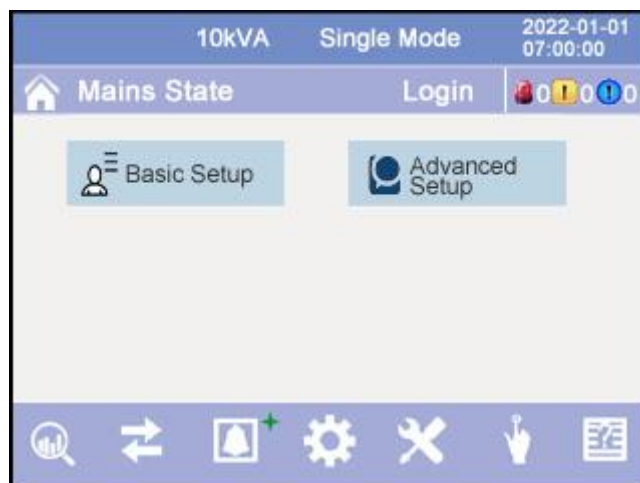 10kVA Single Mode 2022-01-01
07:00:00
Mains State Login 0 0 0
Basic Setup
Advanced
Setup